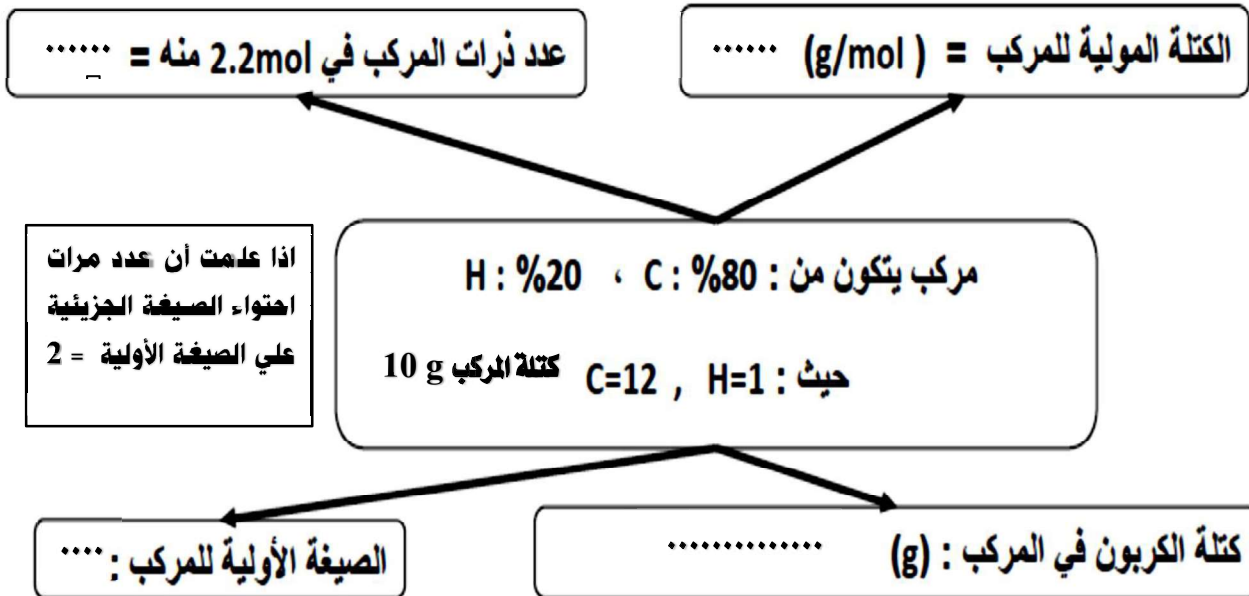 الكتلة المولية للمركب = (g/mol ) ......
عدد ذرات المركب في 2.2mol منه = ......
مركب يتكون من : C : %80 ، H : %20
حيث : C=12 , H=1 كتلة المركب 10 g
اذا علمت أن عدد مرات
احتواء الصيغة الجزيئية
علي الصيغة الأولية = 2
كتلة الكربون في المركب : (g) ..............
الصيغة الأولية للمركب : ....